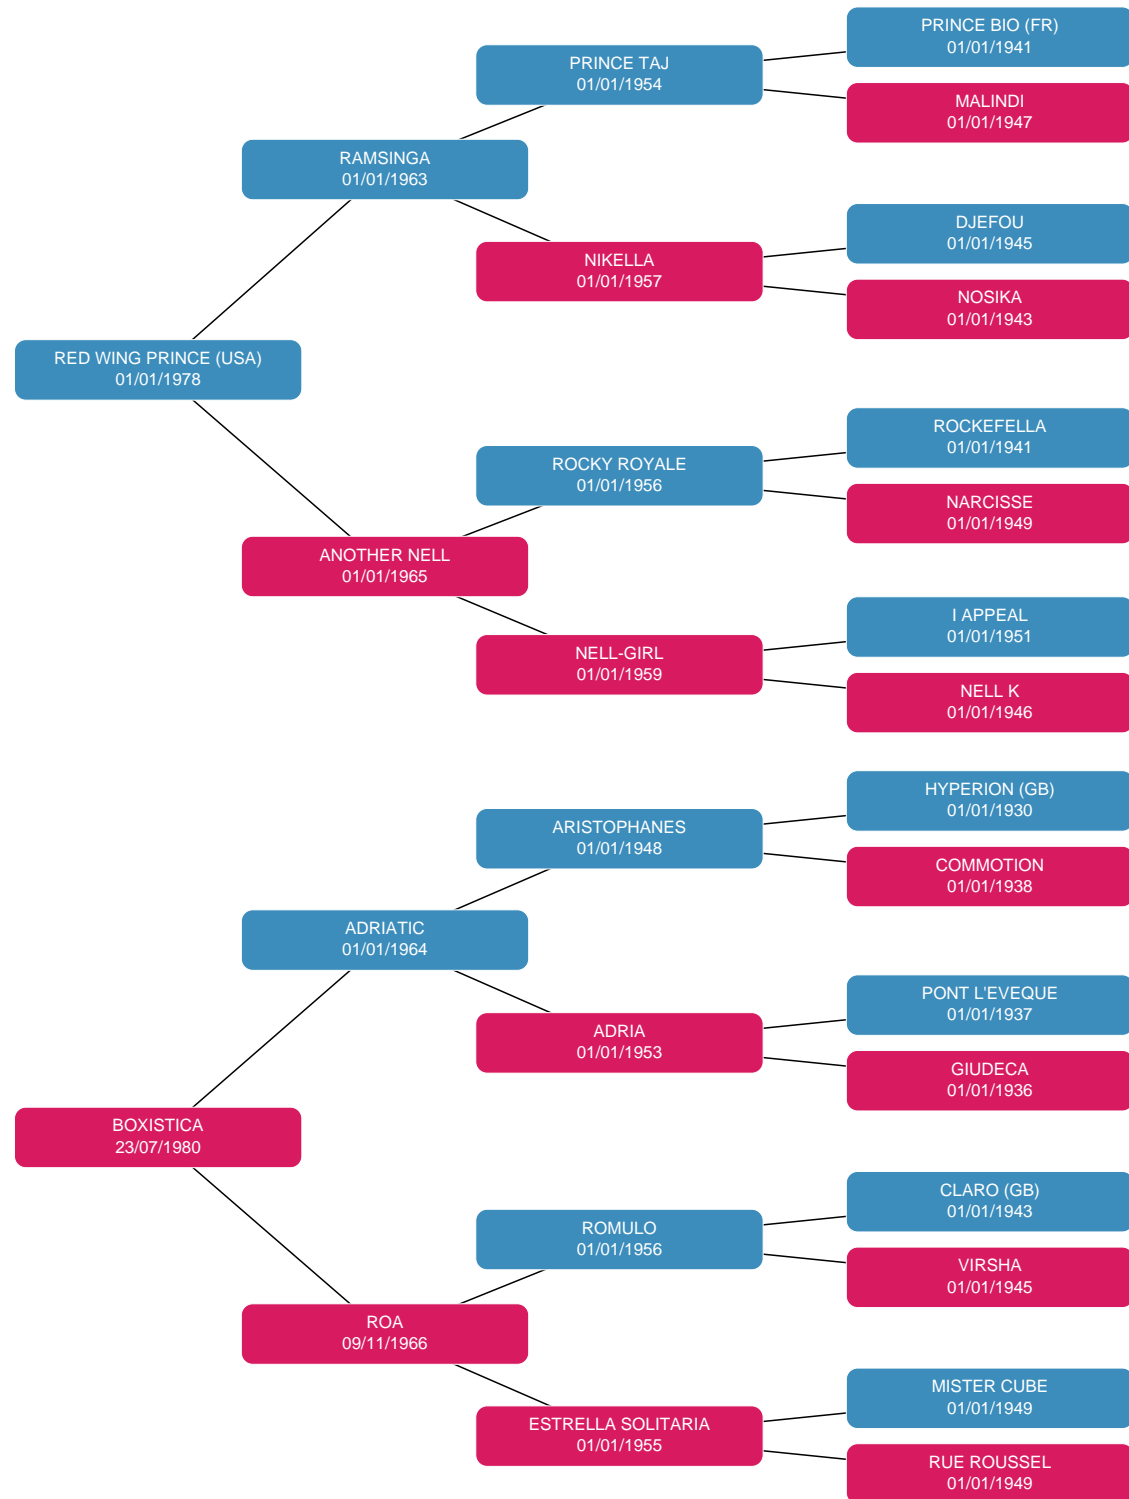 PRINCE BIO (FR)
01/01/1941
PRINCE TAJ
01/01/1954
MALINDI
01/01/1947
RAMSINGA
01/01/1963
DJEFOU
01/01/1945
NIKELLA
01/01/1957
NOSIKA
01/01/1943
RED WING PRINCE (USA)
01/01/1978
ROCKEFELLA
01/01/1941
ROCKY ROYALE
01/01/1956
NARCISSE
01/01/1949
ANOTHER NELL
01/01/1965
I APPEAL
01/01/1951
NELL-GIRL
01/01/1959
NELL K
01/01/1946
HYPERION (GB)
01/01/1930
ARISTOPHANES
01/01/1948
COMMOTION
01/01/1938
ADRIATIC
01/01/1964
PONT L'EVEQUE
01/01/1937
ADRIA
01/01/1953
GIUDECA
01/01/1936
BOXISTICA
23/07/1980
CLARO (GB)
01/01/1943
ROMULO
01/01/1956
VIRSHA
01/01/1945
ROA
09/11/1966
MISTER CUBE
01/01/1949
ESTRELLA SOLITARIA
01/01/1955
RUE ROUSSEL
01/01/1949